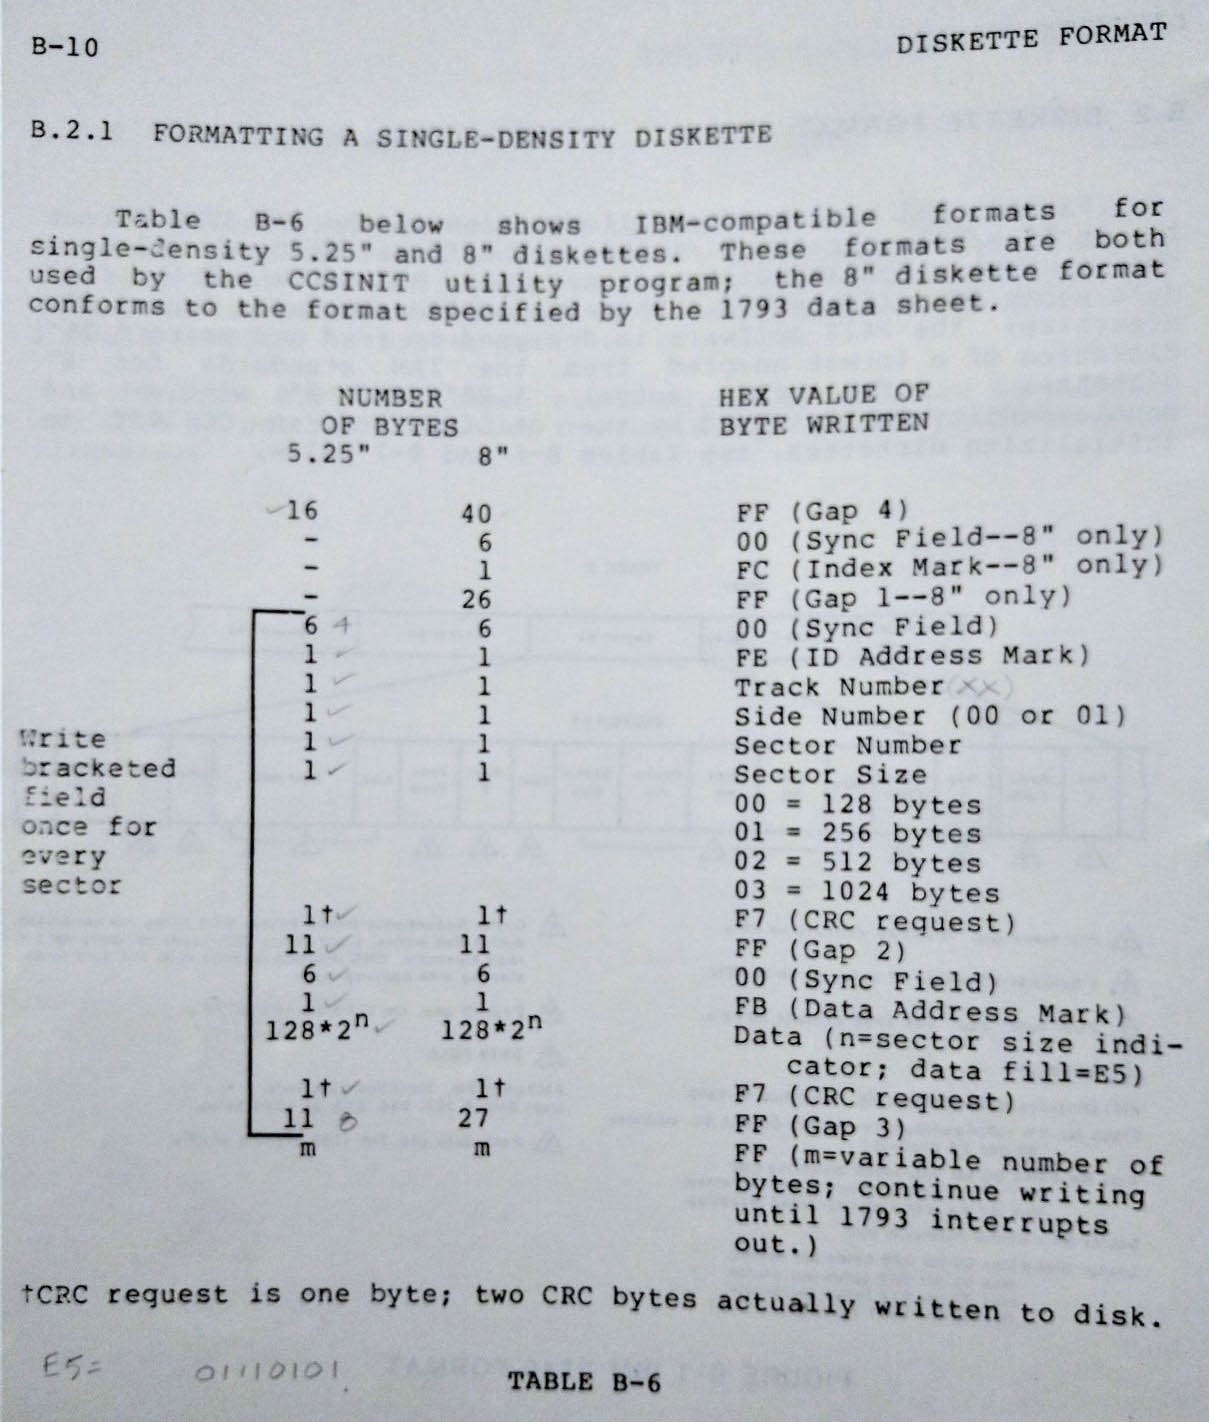 B-10 DISKETTE FORMAT
B.2.1 FORMATTING A SINGLE-DENSITY DISKETTE
Table B-6 below shows IBM-compatible formats for
single-density 5.25" and 8" diskettes. These formats are both
used by the CCSINIT utility program; the 8" diskette format
conforms to the format specified by the 1793 data sheet.
NUMBER HEX VALUE OF
OF BYTES BYTE WRITTEN
5.25" 8"
✓16 40 FF (Gap 4)
- 6 00 (Sync Field--8" only)
- 1 FC (Index Mark--8" only)
- 26 FF (Gap 1--8" only)
6 4 6 00 (Sync Field)
1 ✓ 1 FE (ID Address Mark)
1 ✓ 1 Track Number (XX)
1 ✓ 1 Side Number (00 or 01)
Write 1 ✓ 1 Sector Number
bracketed 1 ✓ 1 Sector Size
field 00 = 128 bytes
once for 01 = 256 bytes
every 02 = 512 bytes
sector 03 = 1024 bytes
1† ✓ 1† F7 (CRC request)
11 ✓ 11 FF (Gap 2)
6 ✓ 6 00 (Sync Field)
1 ✓ 1 FB (Data Address Mark)
128*2ⁿ ✓ 128*2ⁿ Data (n=sector size indi-
cator; data fill=E5)
1† ✓ 1† F7 (CRC request)
11 8 27 FF (Gap 3)
m m FF (m=variable number of
bytes; continue writing
until 1793 interrupts
out.)
†CRC request is one byte; two CRC bytes actually written to disk.
E5= 01110101
TABLE B-6